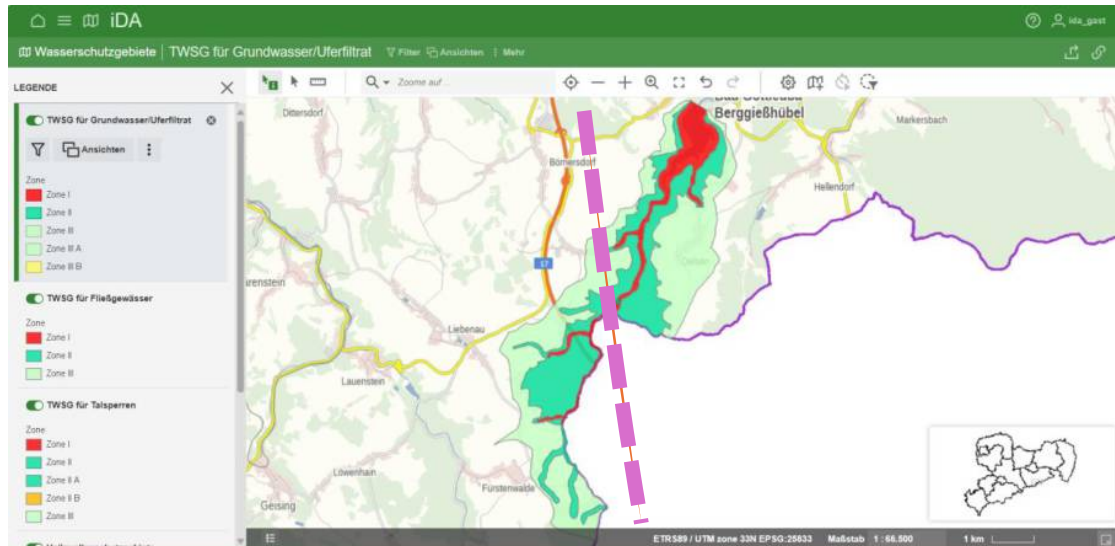 iDA
ida_gast
Wasserschutzgebiete | TWSG für Grundwasser/Uferfiltrat Filter Ansichten Mehr
LEGENDE
Zoome auf ...
TWSG für Grundwasser/Uferfiltrat
Ansichten
Zone
Zone I
Zone II
Zone III
Zone III A
Zone III B
TWSG für Fließgewässer
Zone
Zone I
Zone II
Zone III
TWSG für Talsperren
Zone
Zone I
Zone II
Zone II A
Zone II B
Zone III
Dittersdorf
Berggießhübel
Markersbach
Börnersdorf
Hellendorf
Oelsen
17
Liebenau
Lauenstein
Löwenhain
Fürstenwalde
Geising
ETRS89 / UTM zone 33N EPSG:25833 Maßstab 1 : 66.500 1 km